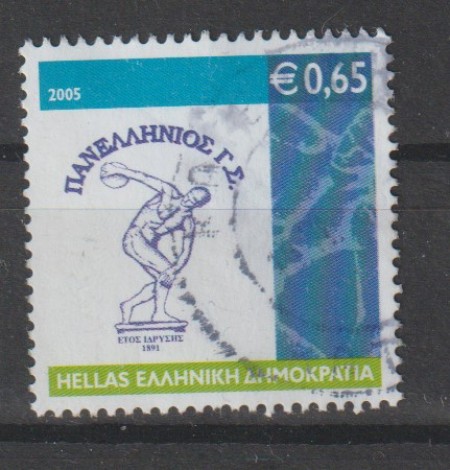 2005
€0,65
ΠΑΝΕΛΛΗΝΙΟΣ Γ.Σ.
ΕΤΟΣ ΙΔΡΥΣΗΣ
1891
HELLAS ΕΛΛΗΝΙΚΗ ΔΗΜΟΚΡΑΤΙΑ